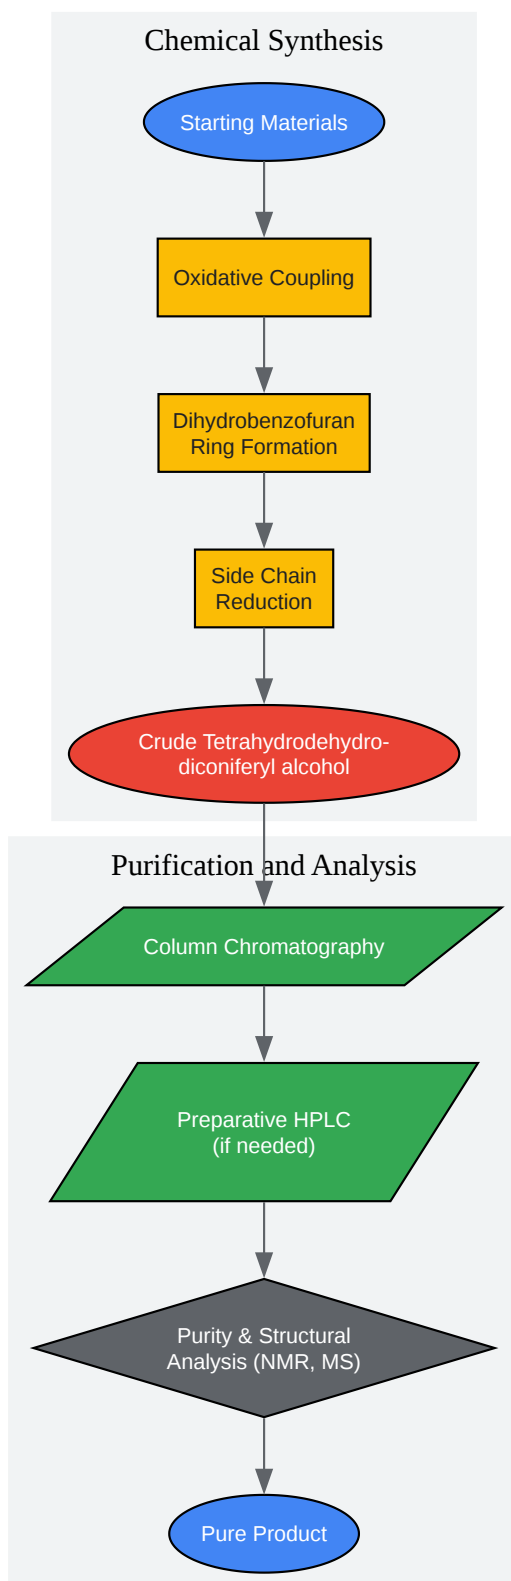 Chemical Synthesis
Starting Materials
Oxidative Coupling
Dihydrobenzofuran
Ring Formation
Side Chain
Reduction
Crude Tetrahydrodehydro-
diconiferyl alcohol
Purification and Analysis
Column Chromatography
Preparative HPLC
(if needed)
Purity & Structural
Analysis (NMR, MS)
Pure Product